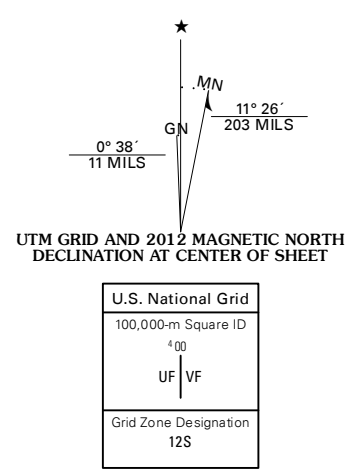 ★
MN
GN
11° 26´
203 MILS
0° 38´
11 MILS
UTM GRID AND 2012 MAGNETIC NORTH
DECLINATION AT CENTER OF SHEET
U.S. National Grid
100,000-m Square ID
⁴00
UF VF
Grid Zone Designation
12S